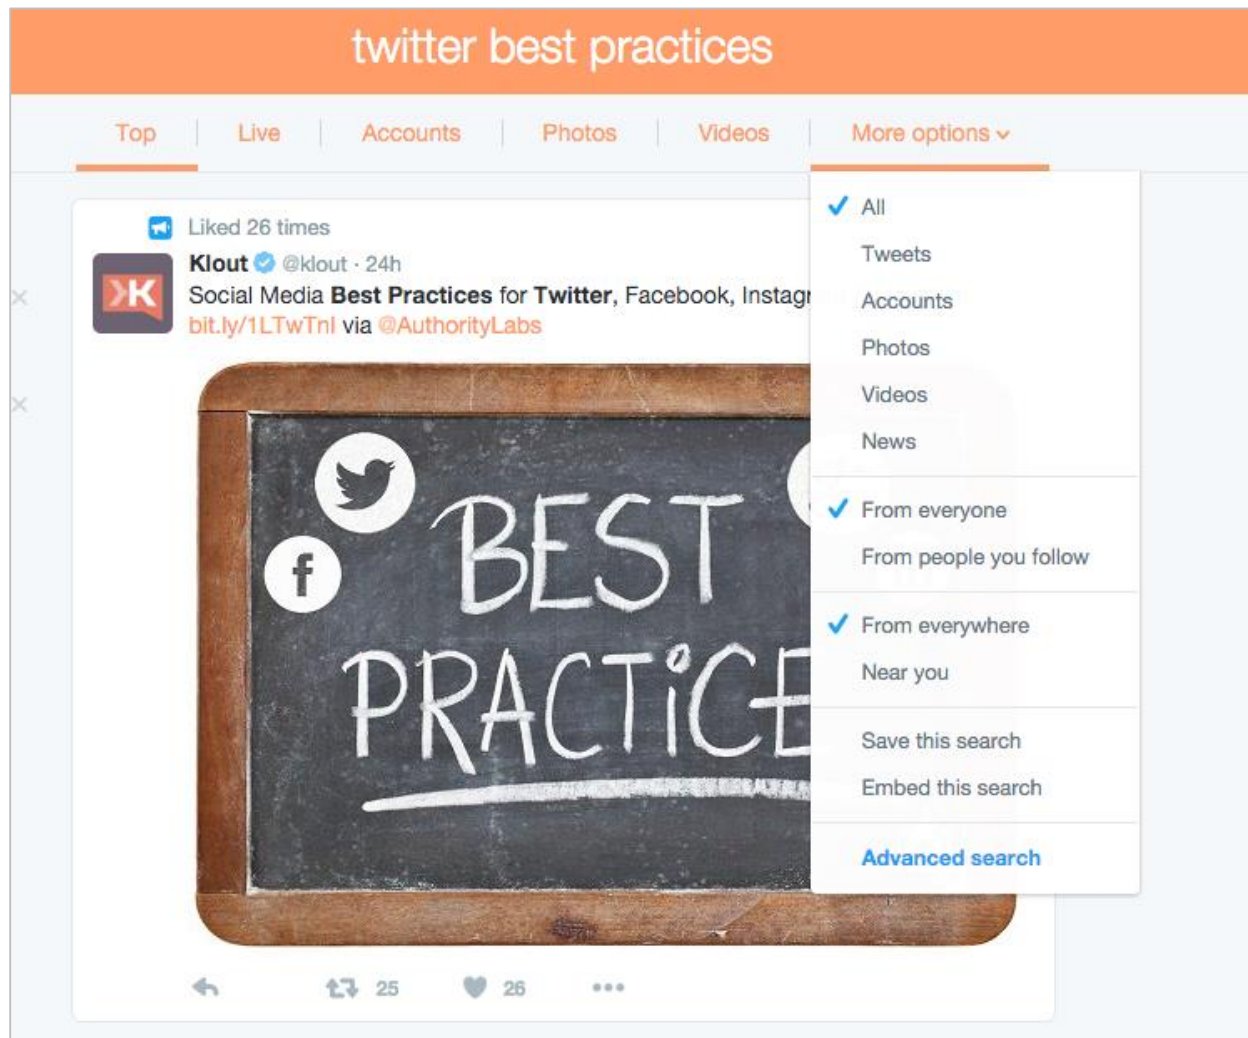 twitter best practices
Top Live Accounts Photos Videos More options
Liked 26 times
Klout @klout · 24h
Social Media Best Practices for Twitter, Facebook,
bit.ly/1LTwTnI via @AuthorityLabs
BEST
PRACTICE
25 26
All
Tweets
Accounts
Photos
Videos
News
From everyone
From people you follow
From everywhere
Near you
Save this search
Embed this search
Advanced search